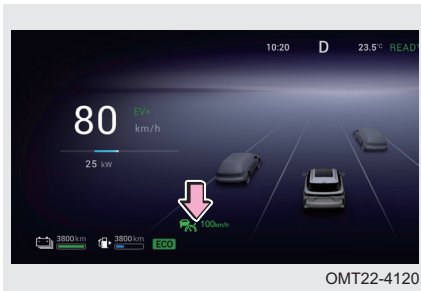 10:20 D 23.5°C READY
80 EV+
km/h
25 kW
100km/h
3800km 3800km ECO
OMT22-4120